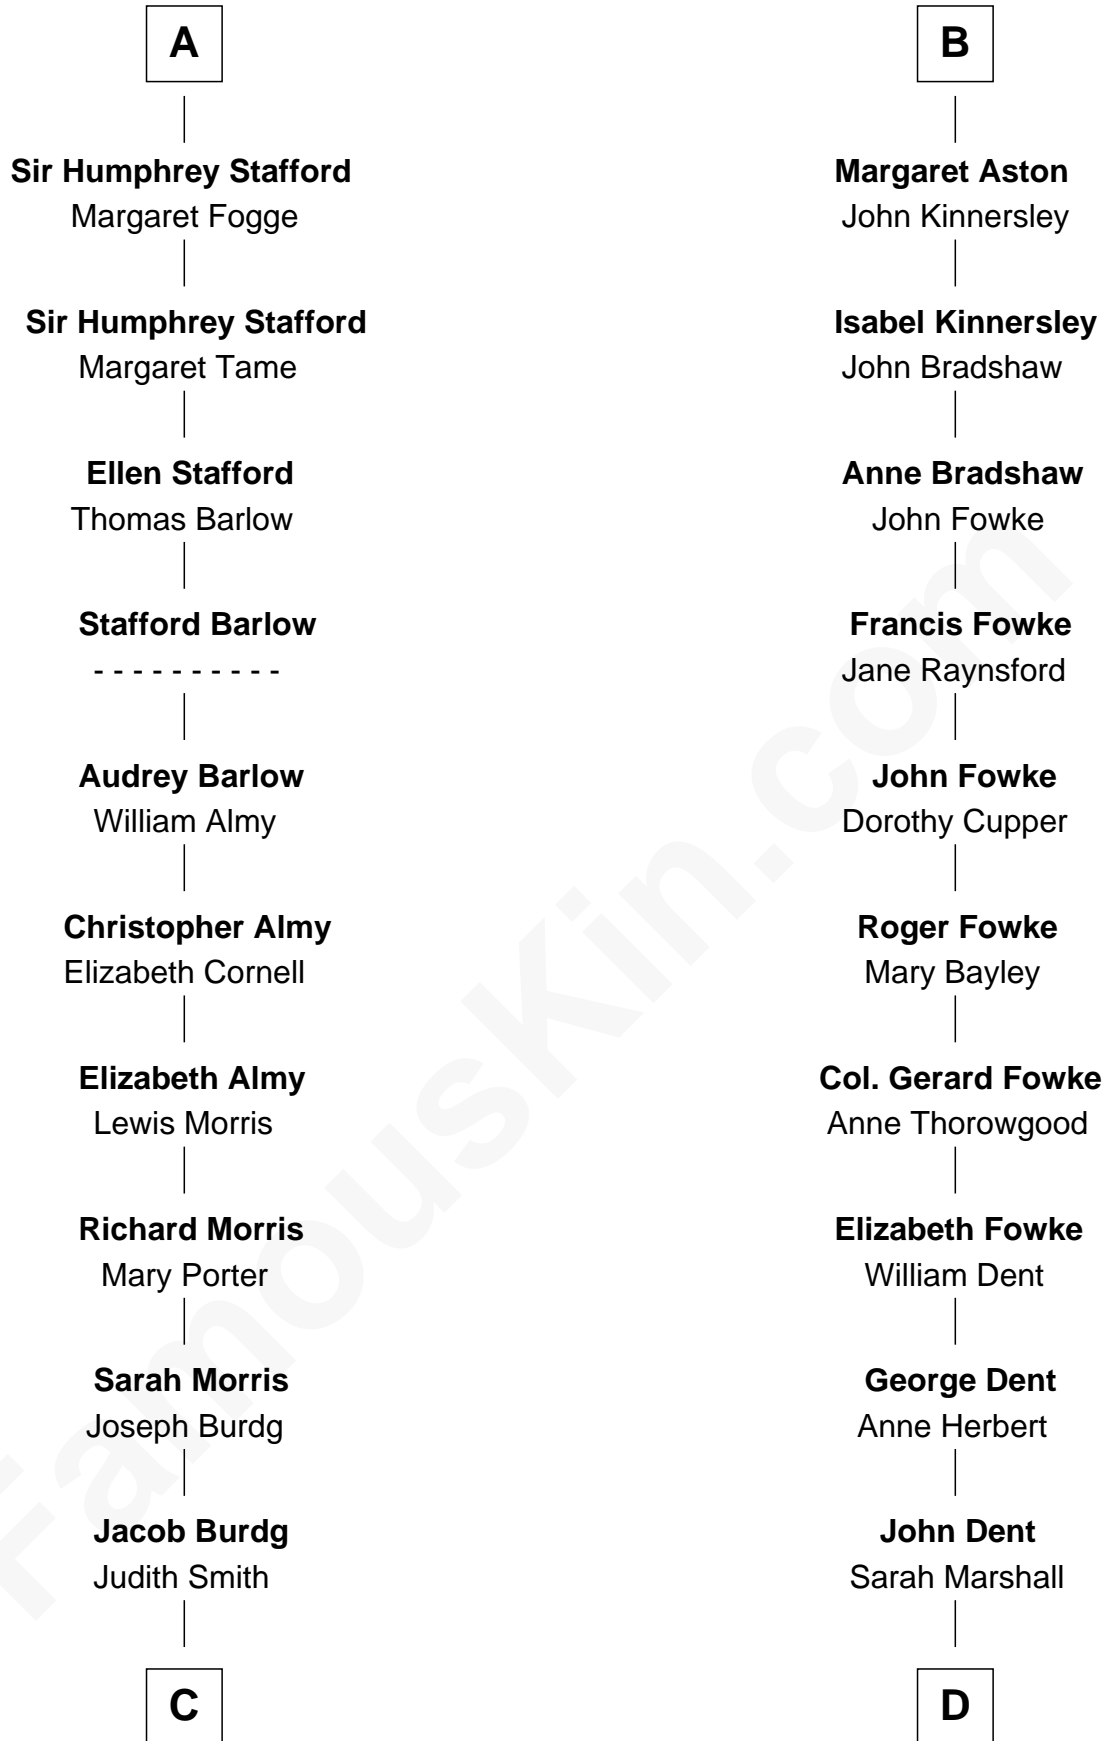 A
Sir Humphrey Stafford
Margaret Fogge
Sir Humphrey Stafford
Margaret Tame
Ellen Stafford
Thomas Barlow
Stafford Barlow
- - - - - - - - - -
Audrey Barlow
William Almy
Christopher Almy
Elizabeth Cornell
Elizabeth Almy
Lewis Morris
Richard Morris
Mary Porter
Sarah Morris
Joseph Burdg
Jacob Burdg
Judith Smith
C
B
Margaret Aston
John Kinnersley
Isabel Kinnersley
John Bradshaw
Anne Bradshaw
John Fowke
Francis Fowke
Jane Raynsford
John Fowke
Dorothy Cupper
Roger Fowke
Mary Bayley
Col. Gerard Fowke
Anne Thorowgood
Elizabeth Fowke
William Dent
George Dent
Anne Herbert
John Dent
Sarah Marshall
D
FamousKin.com